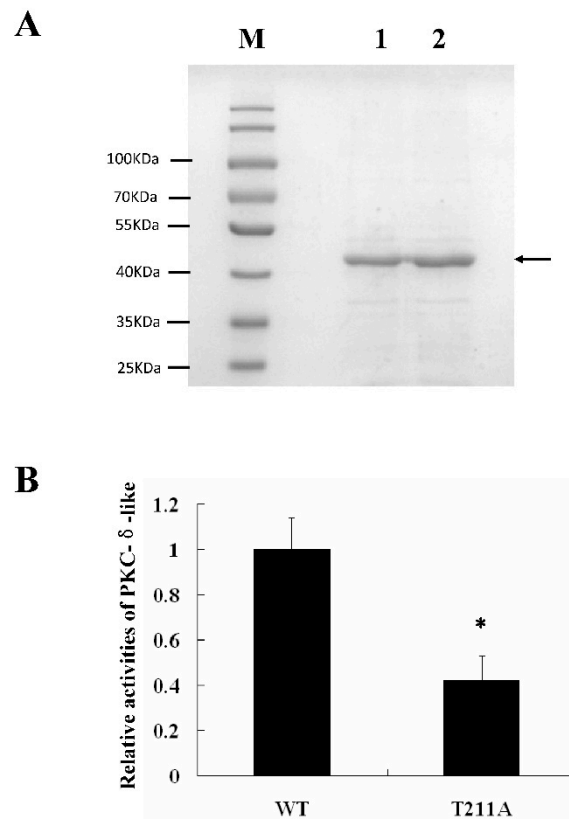 A
M 1 2
100KDa
70KDa
55KDa
40KDa
35KDa
25KDa
B
Relative activities of PKC-δ-like
1.2
1
0.8
0.6
0.4
0.2
0
*
WT T211A